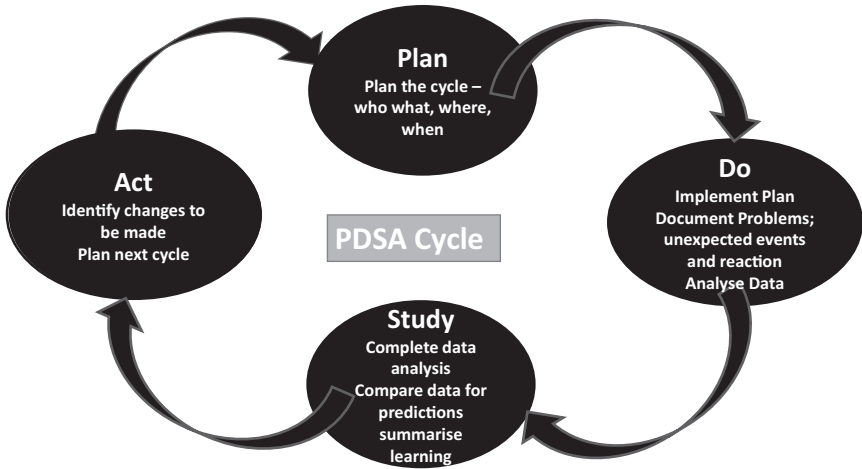 Plan
Plan the cycle –
who what, where,
when
Do
Implement Plan
Document Problems;
unexpected events
and reaction
Analyse Data
Act
Identify changes to
be made
Plan next cycle
PDSA Cycle
Study
Complete data
analysis
Compare data for
predictions
summarise
learning